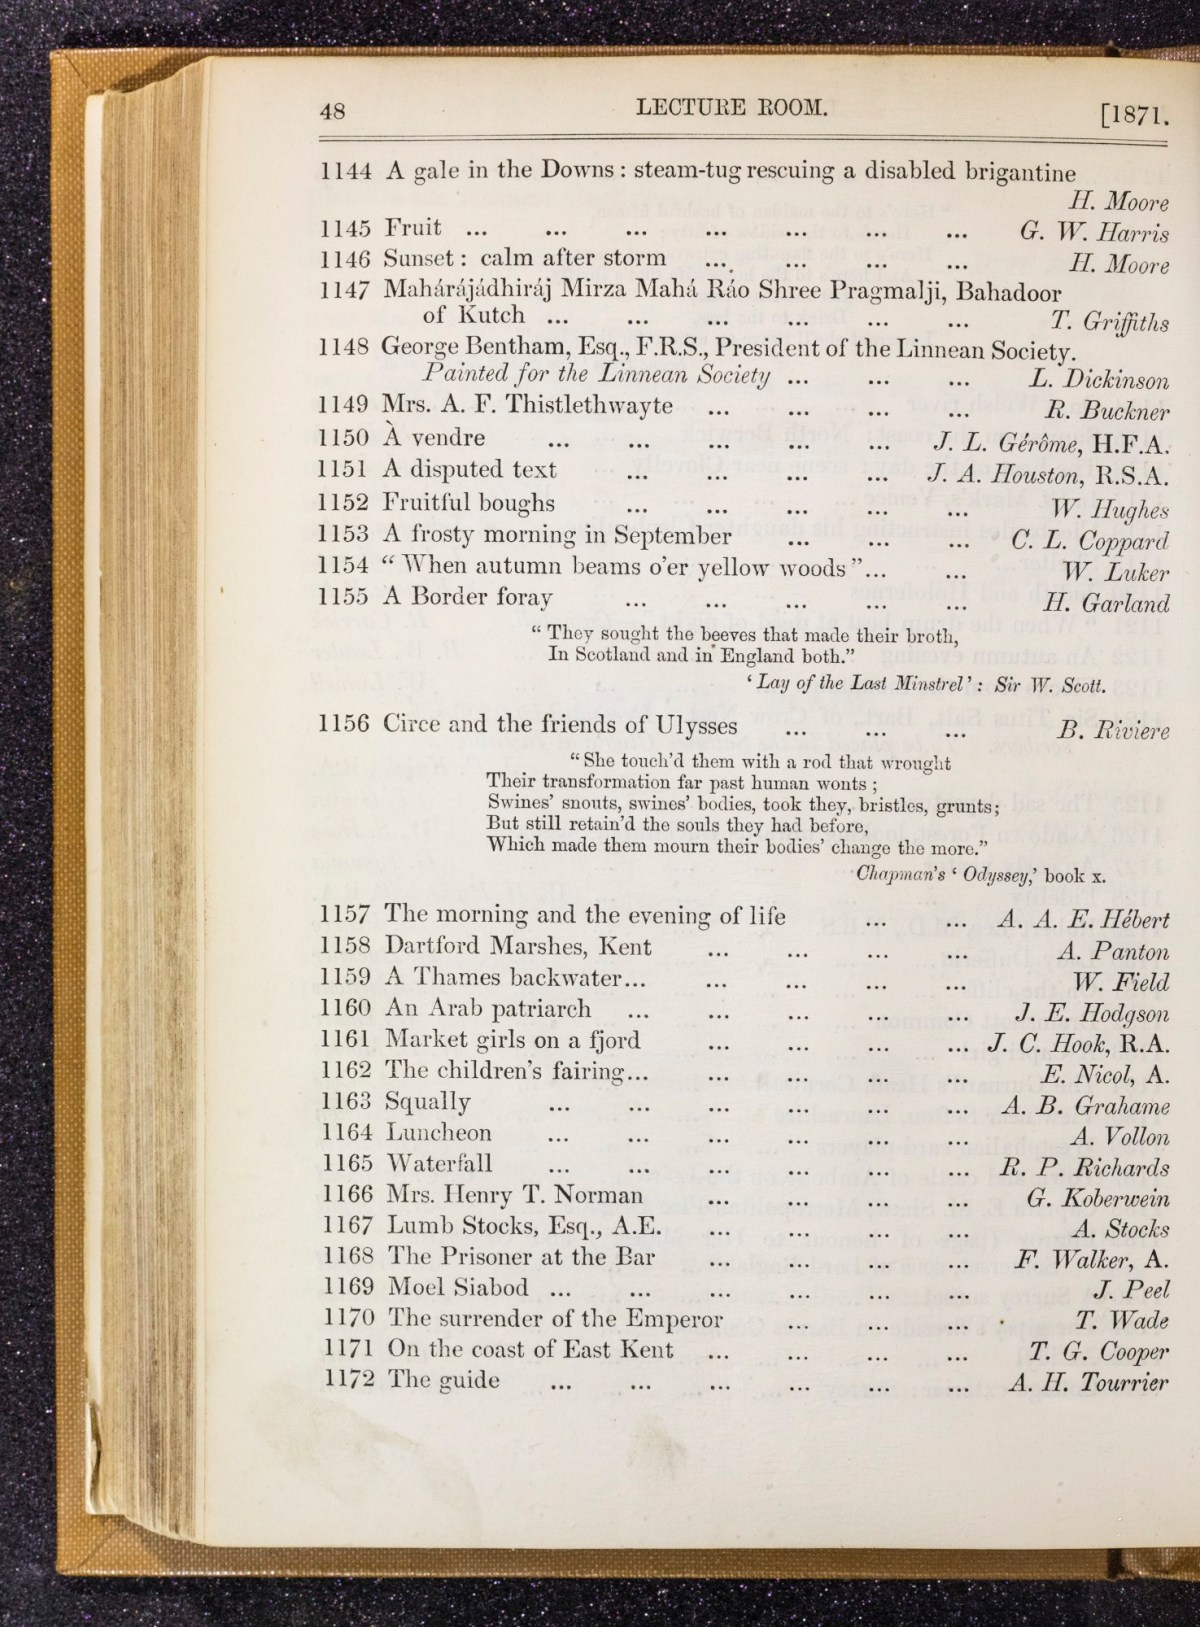 48 LECTURE ROOM. [1871.
1144 A gale in the Downs : steam-tug rescuing a disabled brigantine
H. Moore
1145 Fruit ... ... ... ... ... ... ... G. W. Harris
1146 Sunset : calm after storm ... ... ... ... H. Moore
1147 Mahárájádhiráj Mirza Mahá Ráo Shree Pragmalji, Bahadoor
of Kutch ... ... ... ... ... ... T. Griffiths
1148 George Bentham, Esq., F.R.S., President of the Linnean Society.
Painted for the Linnean Society ... ... ... L. Dickinson
1149 Mrs. A. F. Thistlethwayte ... ... ... ... R. Buckner
1150 À vendre ... ... ... ... ... J. L. Gérôme, H.F.A.
1151 A disputed text ... ... ... ... J. A. Houston, R.S.A.
1152 Fruitful boughs ... ... ... ... ... W. Hughes
1153 A frosty morning in September ... ... ... C. L. Coppard
1154 “ When autumn beams o’er yellow woods ”... ... W. Luker
1155 A Border foray ... ... ... ... ... H. Garland
“ They sought the beeves that made their broth,
In Scotland and in England both.”
‘ Lay of the Last Minstrel ’ : Sir W. Scott.
1156 Circe and the friends of Ulysses ... ... ... B. Riviere
“ She touch’d them with a rod that wrought
Their transformation far past human wonts ;
Swines’ snouts, swines’ bodies, took they, bristles, grunts;
But still retain’d the souls they had before,
Which made them mourn their bodies’ change the more.”
Chapman’s ‘ Odyssey,’ book x.
1157 The morning and the evening of life ... ... A. A. E. Hébert
1158 Dartford Marshes, Kent ... ... ... ... A. Panton
1159 A Thames backwater... ... ... ... ... W. Field
1160 An Arab patriarch ... ... ... ... ... J. E. Hodgson
1161 Market girls on a fjord ... ... ... ... J. C. Hook, R.A.
1162 The children’s fairing... ... ... ... ... E. Nicol, A.
1163 Squally ... ... ... ... ... ... A. B. Grahame
1164 Luncheon ... ... ... ... ... ... A. Vollon
1165 Waterfall ... ... ... ... ... ... R. P. Richards
1166 Mrs. Henry T. Norman ... ... ... ... G. Koberwein
1167 Lumb Stocks, Esq., A.E. ... ... ... ... A. Stocks
1168 The Prisoner at the Bar ... ... ... ... F. Walker, A.
1169 Moel Siabod ... ... ... ... ... ... J. Peel
1170 The surrender of the Emperor ... ... ... T. Wade
1171 On the coast of East Kent ... ... ... ... T. G. Cooper
1172 The guide ... ... ... ... ... ... A. H. Tourrier